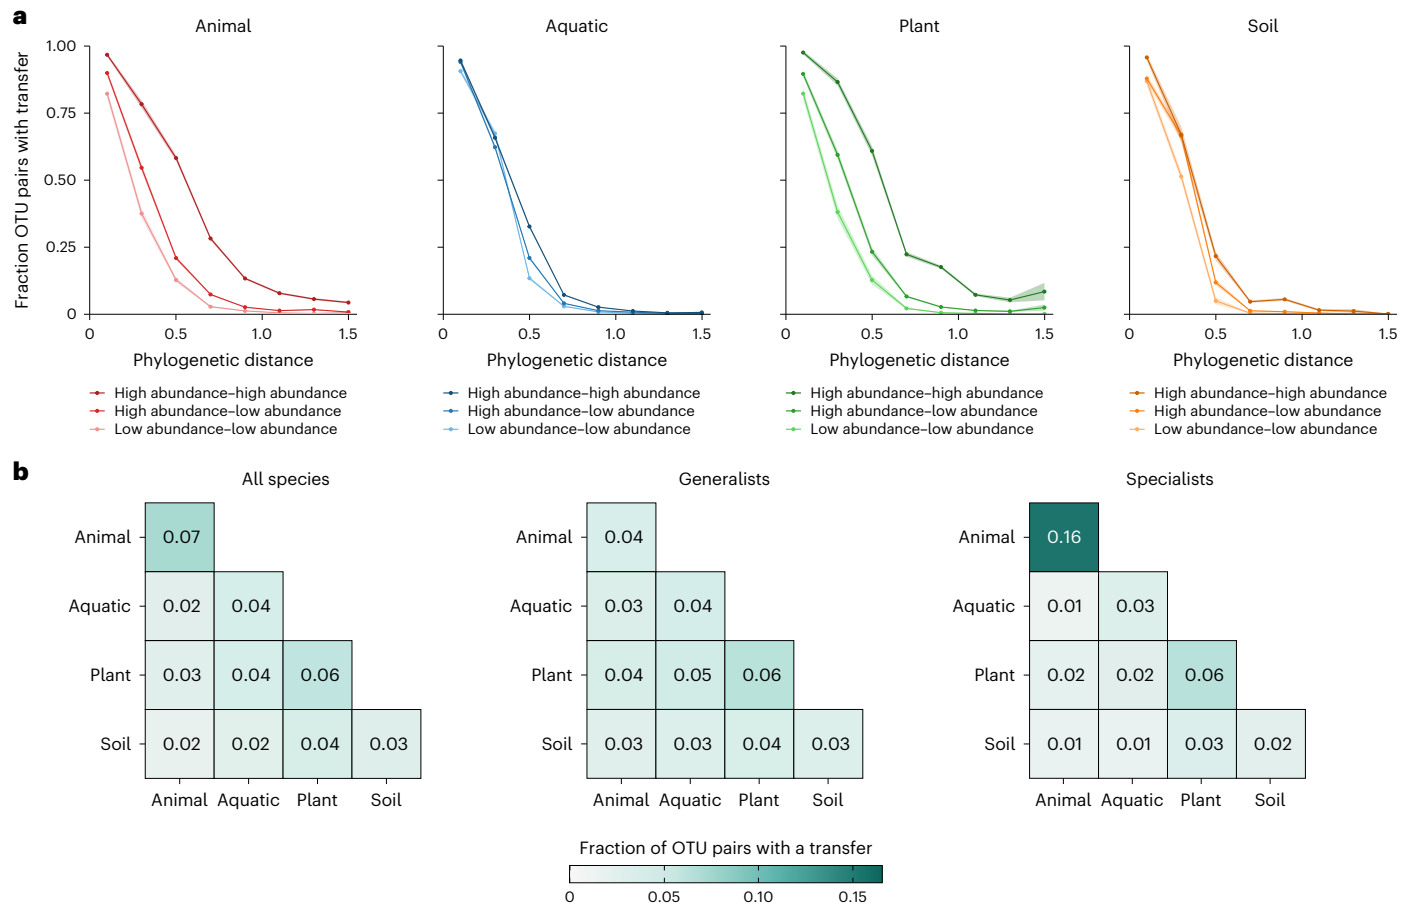 a
Animal
Aquatic
Plant
Soil
Fraction OTU pairs with transfer
1.00
0.75
0.50
0.25
0
0 0.5 1.0 1.5
0 0.5 1.0 1.5
0 0.5 1.0 1.5
0 0.5 1.0 1.5
Phylogenetic distance
Phylogenetic distance
Phylogenetic distance
Phylogenetic distance
High abundance–high abundance
High abundance–low abundance
Low abundance–low abundance
High abundance–high abundance
High abundance–low abundance
Low abundance–low abundance
High abundance–high abundance
High abundance–low abundance
Low abundance–low abundance
High abundance–high abundance
High abundance–low abundance
Low abundance–low abundance
b
All species
Animal 0.07
Aquatic 0.02 0.04
Plant 0.03 0.04 0.06
Soil 0.02 0.02 0.04 0.03
Animal Aquatic Plant Soil
Generalists
Animal 0.04
Aquatic 0.03 0.04
Plant 0.04 0.05 0.06
Soil 0.03 0.03 0.04 0.03
Animal Aquatic Plant Soil
Specialists
Animal 0.16
Aquatic 0.01 0.03
Plant 0.02 0.02 0.06
Soil 0.01 0.01 0.03 0.02
Animal Aquatic Plant Soil
Fraction of OTU pairs with a transfer
0 0.05 0.10 0.15